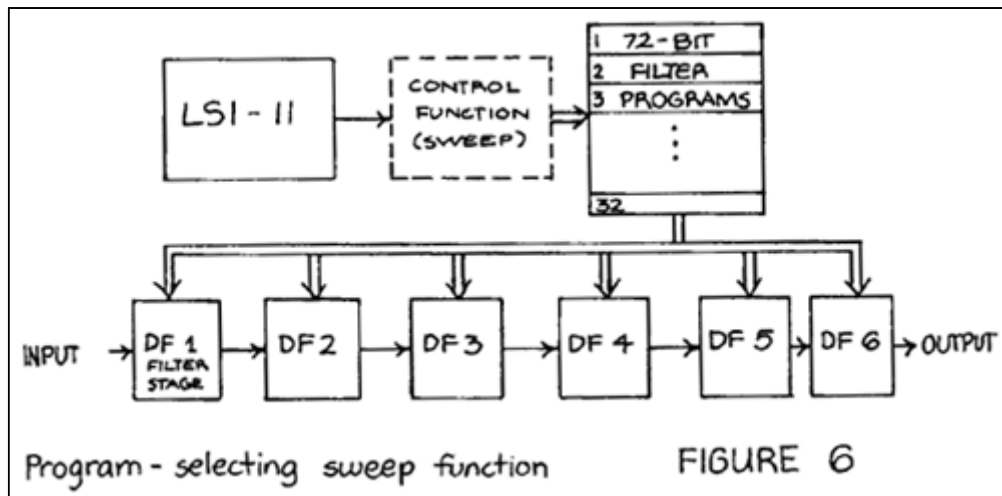 LSI-11
CONTROL
FUNCTION
(SWEEP)
1 72-BIT
2 FILTER
3 PROGRAMS
32
INPUT
DF 1
FILTER
STAGE
DF 2
DF 3
DF 4
DF 5
DF 6
OUTPUT
Program-selecting sweep function
FIGURE 6